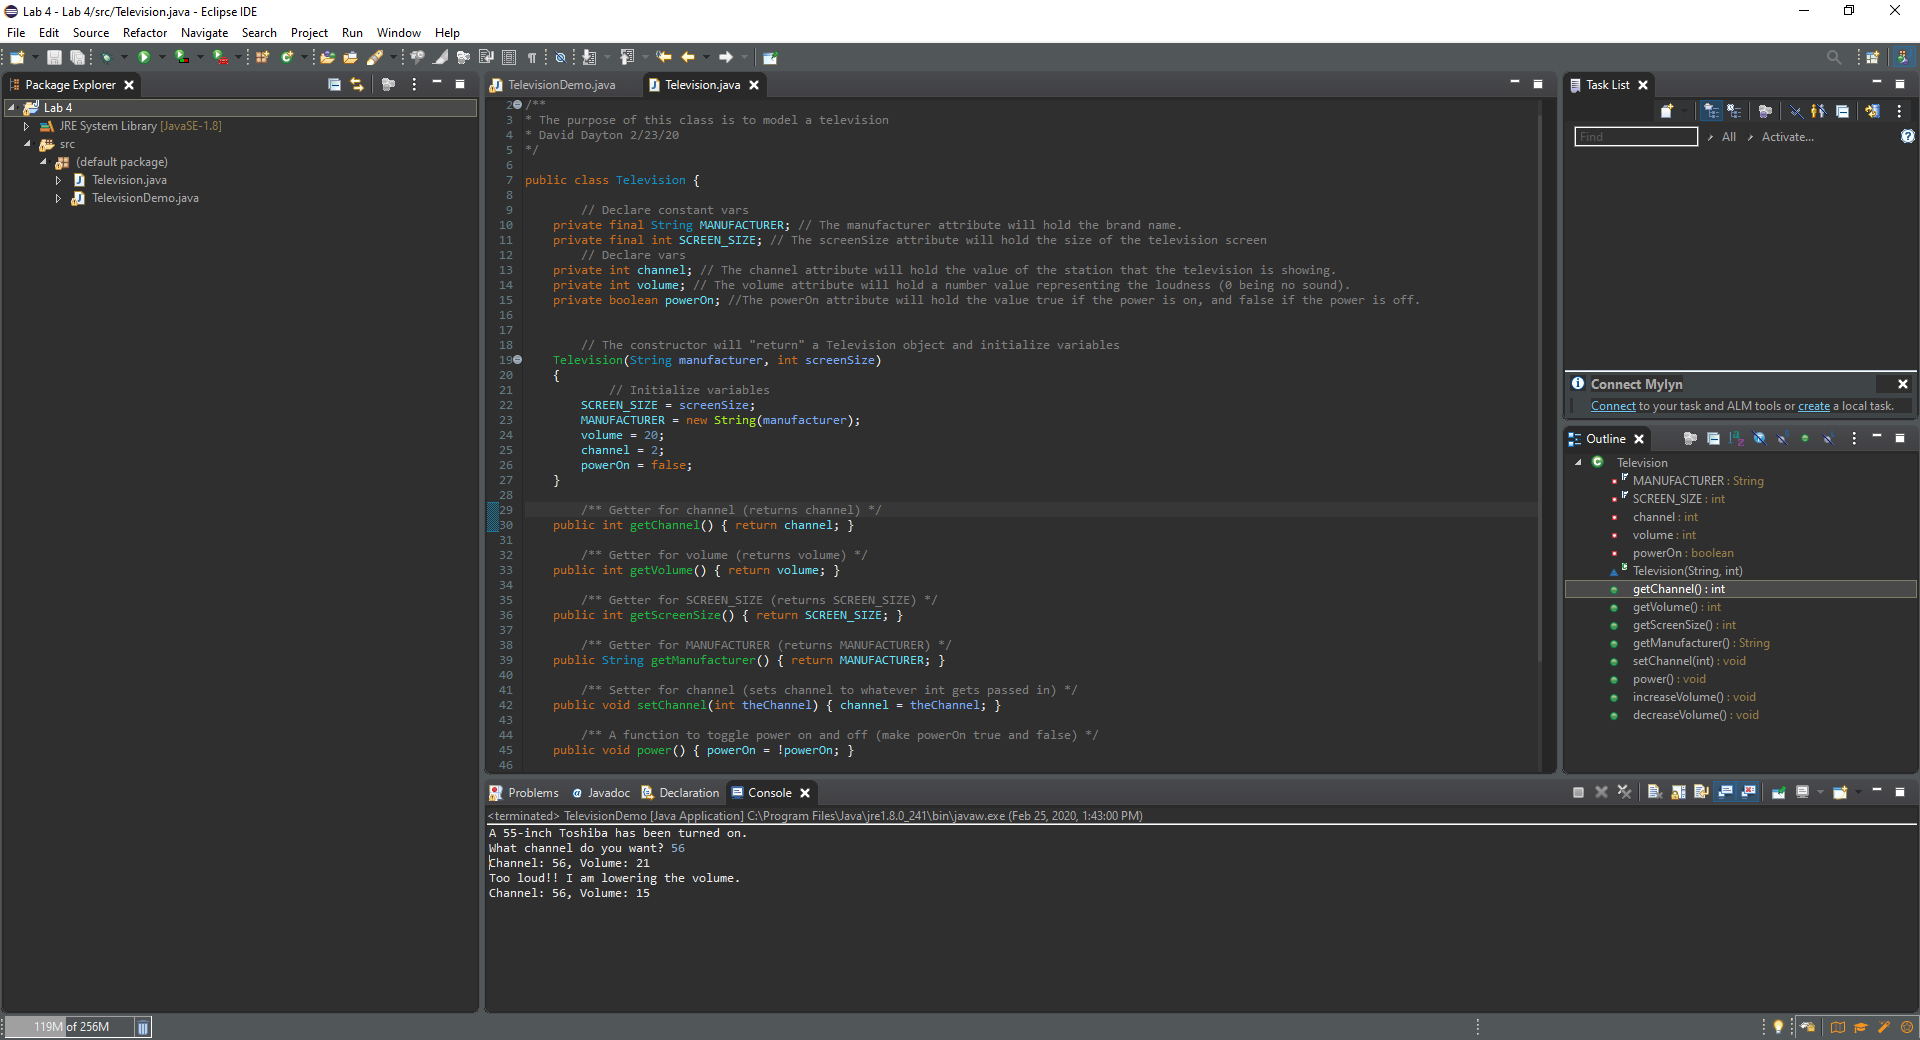 Lab 4 - Lab 4/src/Television.java - Eclipse IDE
File Edit Source Refactor Navigate Search Project Run Window Help
Package Explorer
Lab 4
JRE System Library [JavaSE-1.8]
src
(default package)
Television.java
TelevisionDemo.java
TelevisionDemo.java Television.java
2 /**
3 * The purpose of this class is to model a television
4 * David Dayton 2/23/20
5 */
6
7 public class Television {
8
9 // Declare constant vars
10 private final String MANUFACTURER; // The manufacturer attribute will hold the brand name.
11 private final int SCREEN_SIZE; // The screenSize attribute will hold the size of the television screen
12 // Declare vars
13 private int channel; // The channel attribute will hold the value of the station that the television is showing.
14 private int volume; // The volume attribute will hold a number value representing the loudness (0 being no sound).
15 private boolean powerOn; //The powerOn attribute will hold the value true if the power is on, and false if the power is off.
16
17
18 // The constructor will "return" a Television object and initialize variables
19 Television(String manufacturer, int screenSize)
20 {
21 // Initialize variables
22 SCREEN_SIZE = screenSize;
23 MANUFACTURER = new String(manufacturer);
24 volume = 20;
25 channel = 2;
26 powerOn = false;
27 }
28
29 /** Getter for channel (returns channel) */
30 public int getChannel() { return channel; }
31
32 /** Getter for volume (returns volume) */
33 public int getVolume() { return volume; }
34
35 /** Getter for SCREEN_SIZE (returns SCREEN_SIZE) */
36 public int getScreenSize() { return SCREEN_SIZE; }
37
38 /** Getter for MANUFACTURER (returns MANUFACTURER) */
39 public String getManufacturer() { return MANUFACTURER; }
40
41 /** Setter for channel (sets channel to whatever int gets passed in) */
42 public void setChannel(int theChannel) { channel = theChannel; }
43
44 /** A function to toggle power on and off (make powerOn true and false) */
45 public void power() { powerOn = !powerOn; }
46
Problems Javadoc Declaration Console
<terminated> TelevisionDemo [Java Application] C:\Program Files\Java\jre1.8.0_241\bin\javaw.exe (Feb 25, 2020, 1:43:00 PM)
A 55-inch Toshiba has been turned on.
What channel do you want? 56
Channel: 56, Volume: 21
Too loud!! I am lowering the volume.
Channel: 56, Volume: 15
Task List
Find All Activate...
Connect Mylyn
Connect to your task and ALM tools or create a local task.
Outline
Television
MANUFACTURER : String
SCREEN_SIZE : int
channel : int
volume : int
powerOn : boolean
Television(String, int)
getChannel() : int
getVolume() : int
getScreenSize() : int
getManufacturer() : String
setChannel(int) : void
power() : void
increaseVolume() : void
decreaseVolume() : void
119M of 256M